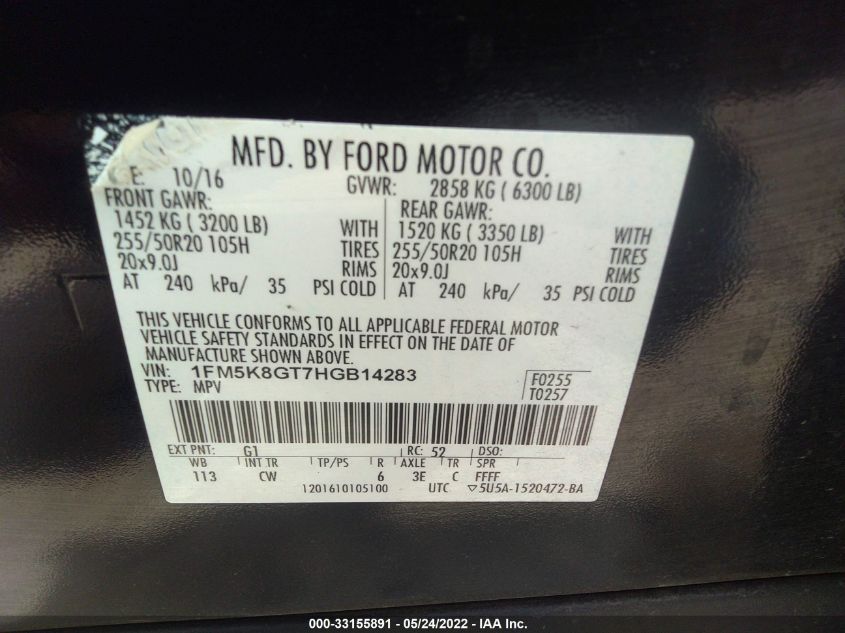 MFD. BY FORD MOTOR CO.
E: 10/16 GVWR: 2858 KG ( 6300 LB)
FRONT GAWR: REAR GAWR:
1452 KG ( 3200 LB) WITH 1520 KG ( 3350 LB) WITH
255/50R20 105H TIRES 255/50R20 105H TIRES
20x9.0J RIMS 20x9.0J RIMS
AT 240 kPa/ 35 PSI COLD AT 240 kPa/ 35 PSI COLD
THIS VEHICLE CONFORMS TO ALL APPLICABLE FEDERAL MOTOR
VEHICLE SAFETY STANDARDS IN EFFECT ON THE DATE OF
MANUFACTURE SHOWN ABOVE.
VIN: 1FM5K8GT7HGB14283 F0255
TYPE: MPV T0257
EXT PNT: G1 RC: 52 DSO:
WB INT TR TP/PS R AXLE TR SPR
113 CW 6 3E C FFFF
1201610105100 UTC ▽5U5A-1520472-BA
000-33155891 - 05/24/2022 - IAA Inc.